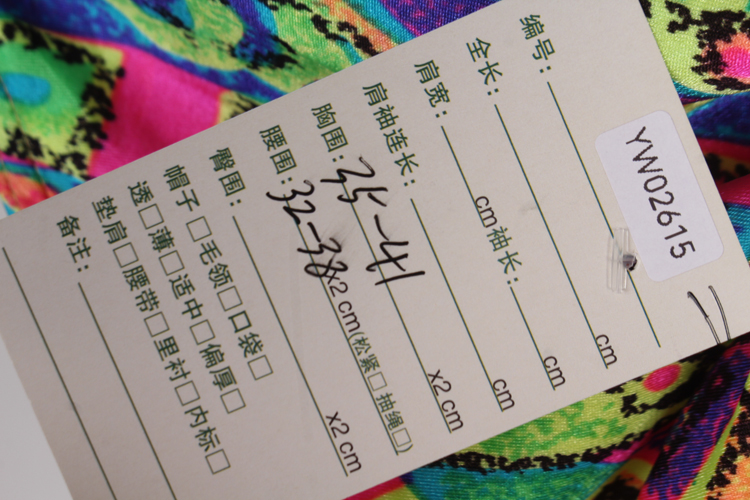 编号:
YW02615
全长: cm
肩宽: cm 袖长: cm
肩袖连长: cm
胸围: 35-41 x2 cm
腰围: 32-38 x2 cm(松紧□ 抽绳□)
臀围: x2 cm
帽子□ 毛领□ 口袋□
透□ 薄□ 适中□ 偏厚□
垫肩□ 腰带□ 里衬□ 内标□
备注: